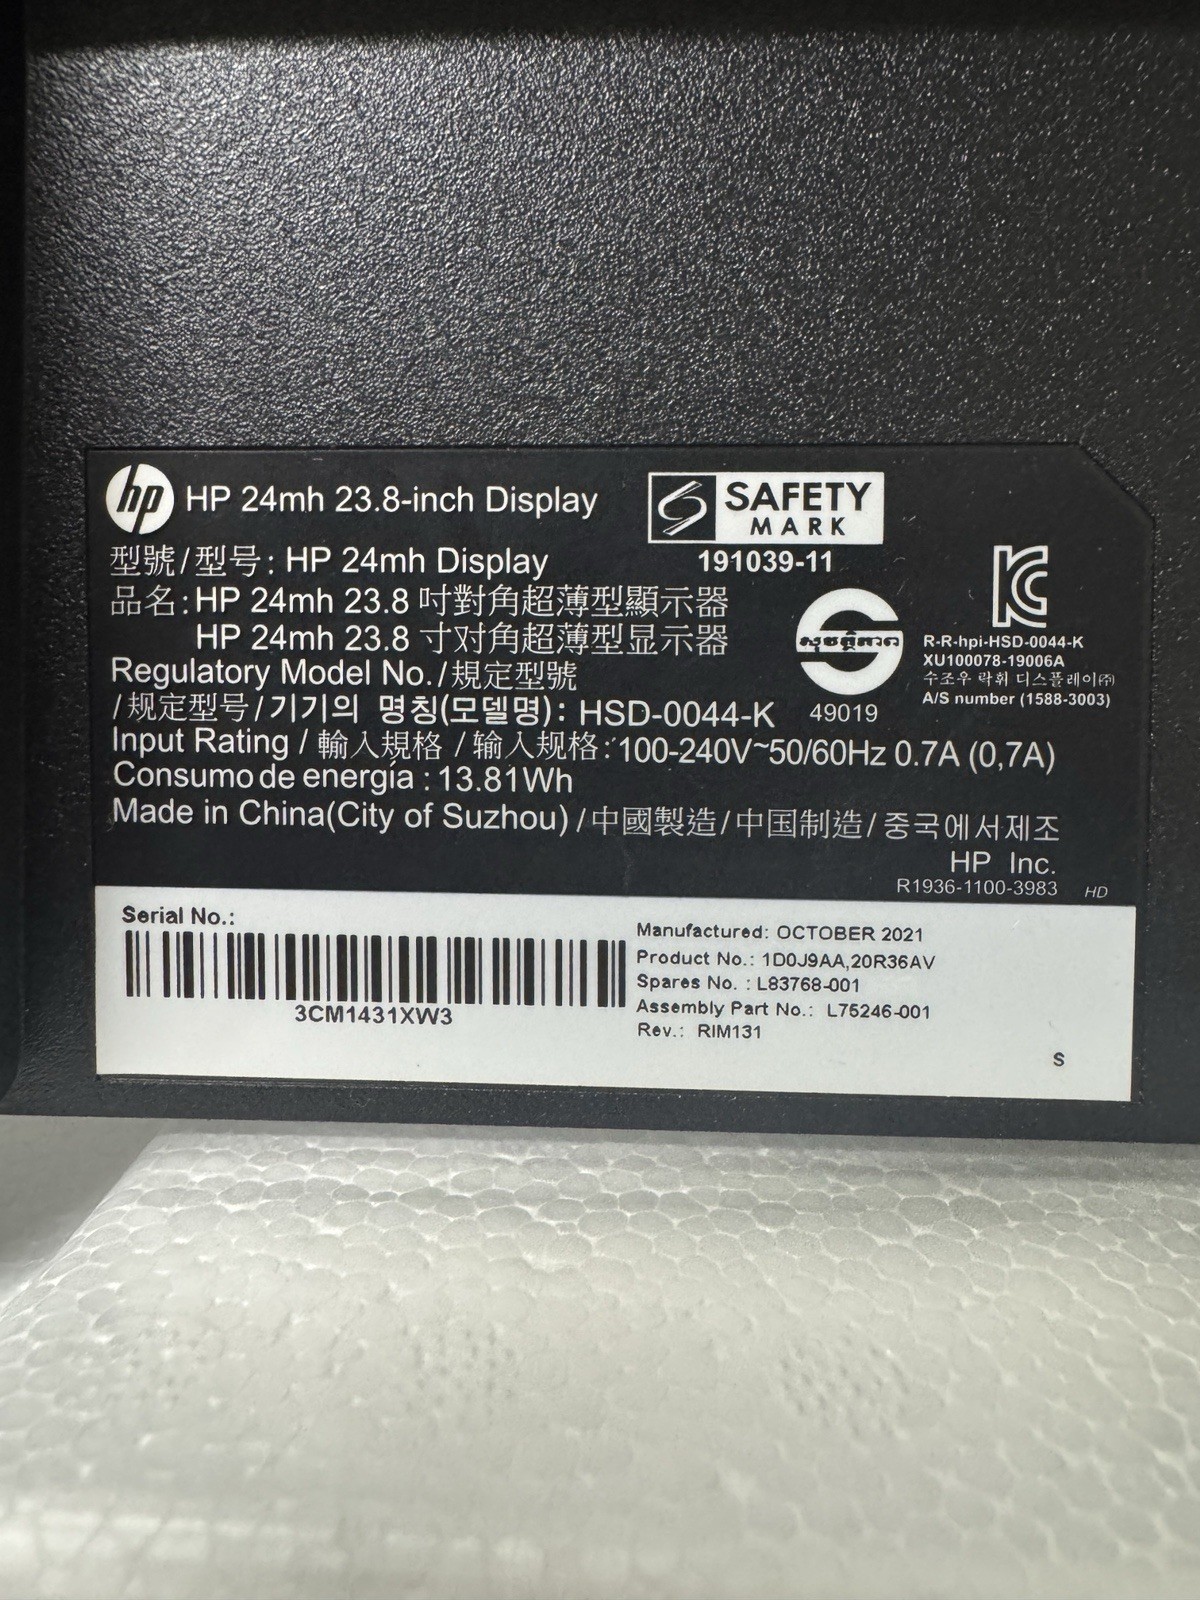 hp HP 24mh 23.8-inch Display
SAFETY
MARK
191039-11
型號/型号: HP 24mh Display
品名:HP 24mh 23.8 吋對角超薄型顯示器
HP 24mh 23.8 寸对角超薄型显示器
Regulatory Model No./規定型號
/规定型号/기기의 명칭(모델명): HSD-0044-K
49019
R-R-hpi-HSD-0044-K
XU100078-19006A
수조우 락휘 디스플레이㈜
A/S number (1588-3003)
Input Rating / 輸入規格 / 输入规格:100-240V~50/60Hz 0.7A (0,7A)
Consumo de energía : 13.81Wh
Made in China(City of Suzhou)/中國製造/中国制造/중국에서제조
HP Inc.
R1936-1100-3983 HD
Serial No.:
3CM1431XW3
Manufactured: OCTOBER 2021
Product No.: 1D0J9AA,20R36AV
Spares No. : L83768-001
Assembly Part No.: L75246-001
Rev.: RIM131
S